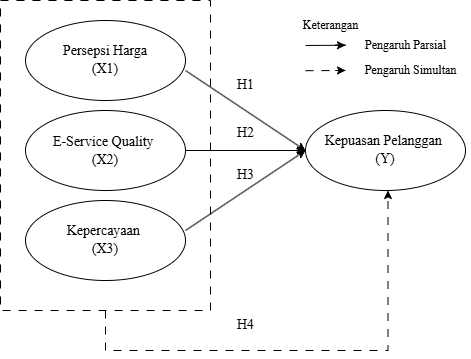 Keterangan
Pengaruh Parsial
Pengaruh Simultan
Persepsi Harga
(X1)
E-Service Quality
(X2)
Kepercayaan
(X3)
H1
H2
H3
Kepuasan Pelanggan
(Y)
H4